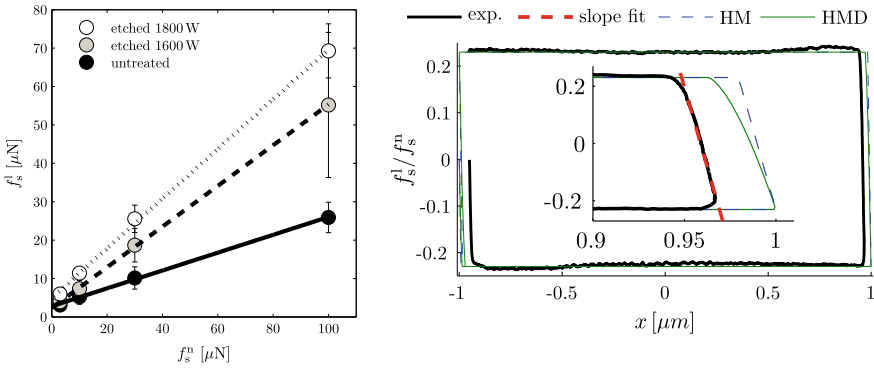 80
70
60
50
40
30
20
10
0
0 20 40 60 80 100
f_s^l [μN]
f_s^n [μN]
etched 1800 W
etched 1600 W
untreated
exp. slope fit HM HMD
0.2
0.1
0
-0.1
-0.2
f_s^l/f_s^n
0.2
0
-0.2
0.9 0.95 1
-1 -0.5 0 0.5 1
x [μm]